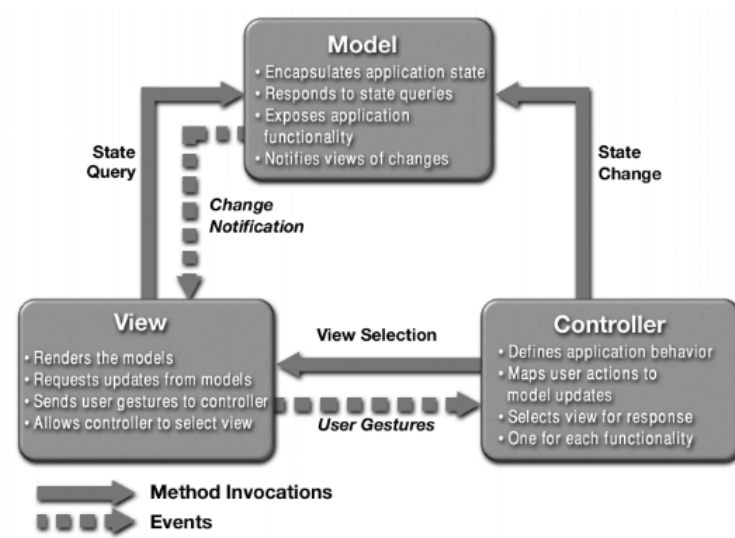 Model
• Encapsulates application state
• Responds to state queries
• Exposes application
functionality
• Notifies views of changes
State
Query
Change
Notification
State
Change
View
• Renders the models
• Requests updates from models
• Sends user gestures to controller
• Allows controller to select view
View Selection
User Gestures
Controller
• Defines application behavior
• Maps user actions to
model updates
• Selects view for response
• One for each functionality
Method Invocations
Events